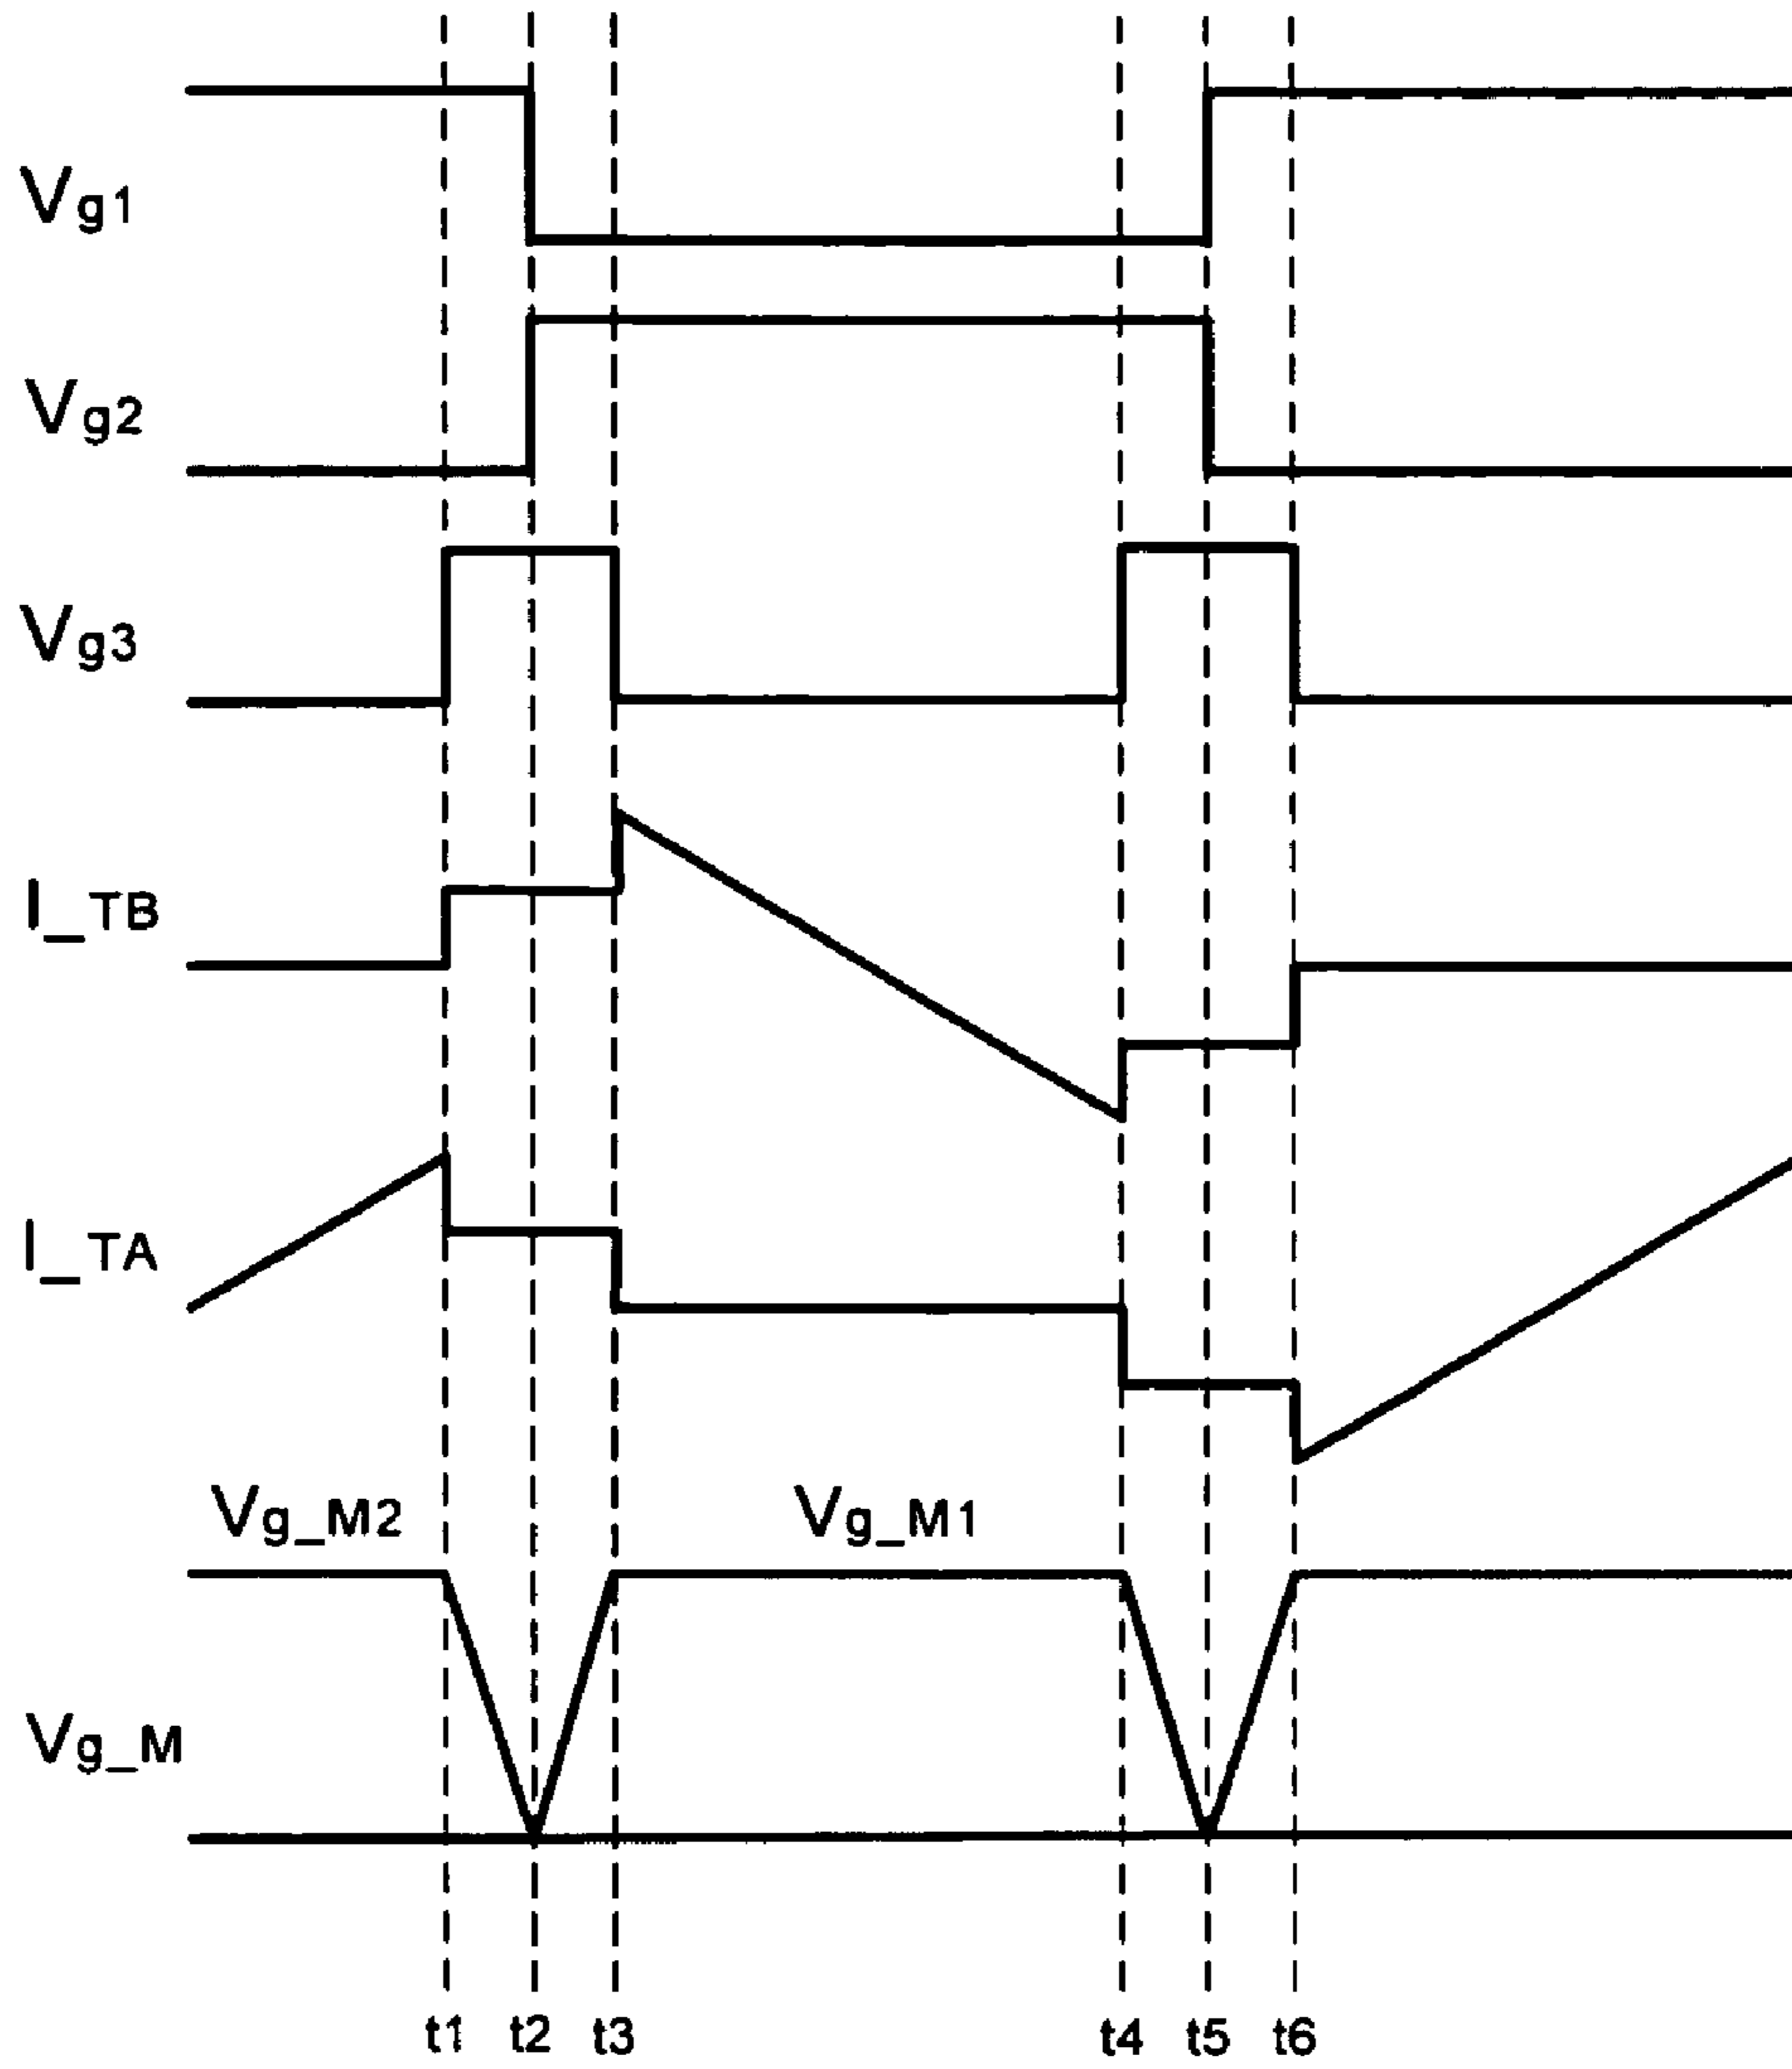 Vg1
Vg2
Vg3
I_TB
I_TA
Vg_M2 Vg_M1
Vg_M
t1 t2 t3 t4 t5 t6